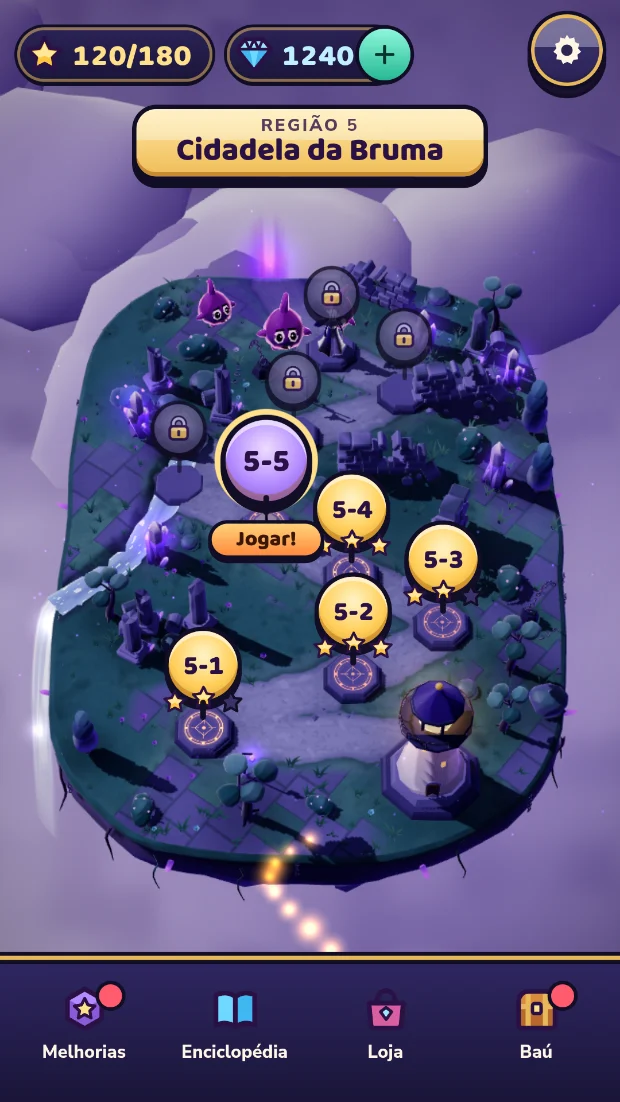 120/180
1240
REGIÃO 5
Cidadela da Bruma
5-5
Jogar!
5-4
5-3
5-2
5-1
Melhorias
Enciclopédia
Loja
Baú